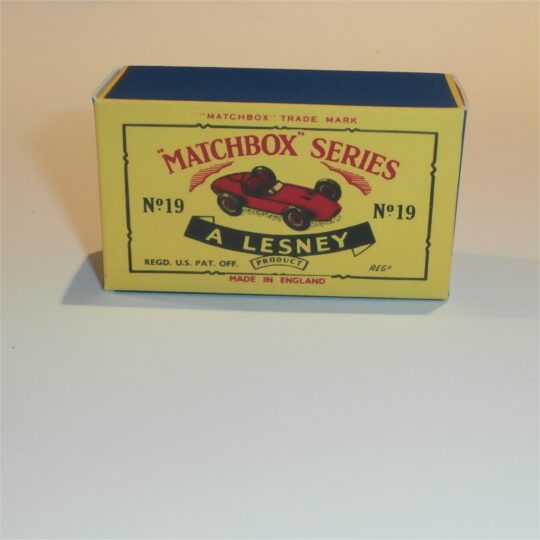 "MATCHBOX" TRADE MARK
"MATCHBOX" SERIES
Nº19 Nº19
A LESNEY
PRODUCT
REGD. U.S. PAT. OFF. REGD
MADE IN ENGLAND